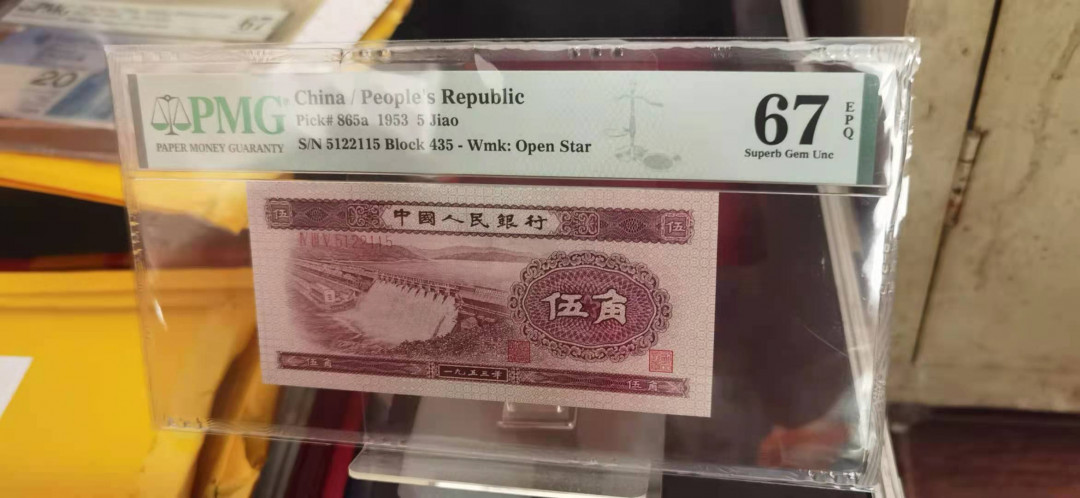 PMG
67
20
PMG
PAPER MONEY GUARANTY
China / People's Republic
Pick# 865a 1953 5 Jiao
S/N 5122115 Block 435 - Wmk: Open Star
67
EPQ
Superb Gem Unc
伍
中國人民銀行
伍
5122115
伍角
伍角
一九五三年
伍角